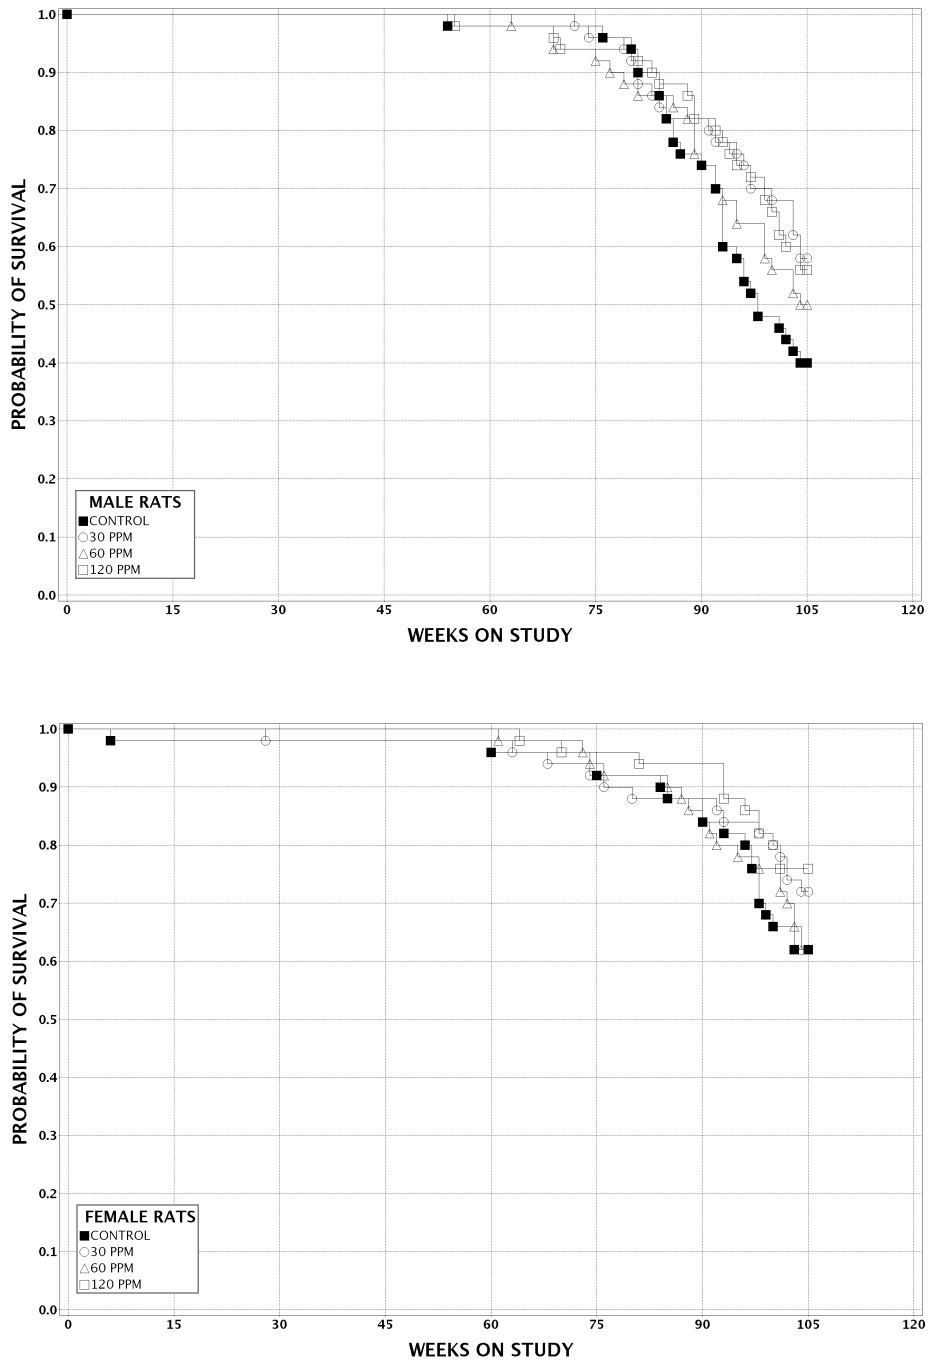 1.0
0.9
0.8
0.7
0.6
0.5
0.4
0.3
0.2
0.1
0.0
PROBABILITY OF SURVIVAL
MALE RATS
CONTROL
30 PPM
60 PPM
120 PPM
0 15 30 45 60 75 90 105 120
WEEKS ON STUDY
1.0
0.9
0.8
0.7
0.6
0.5
0.4
0.3
0.2
0.1
0.0
PROBABILITY OF SURVIVAL
FEMALE RATS
CONTROL
30 PPM
60 PPM
120 PPM
0 15 30 45 60 75 90 105 120
WEEKS ON STUDY